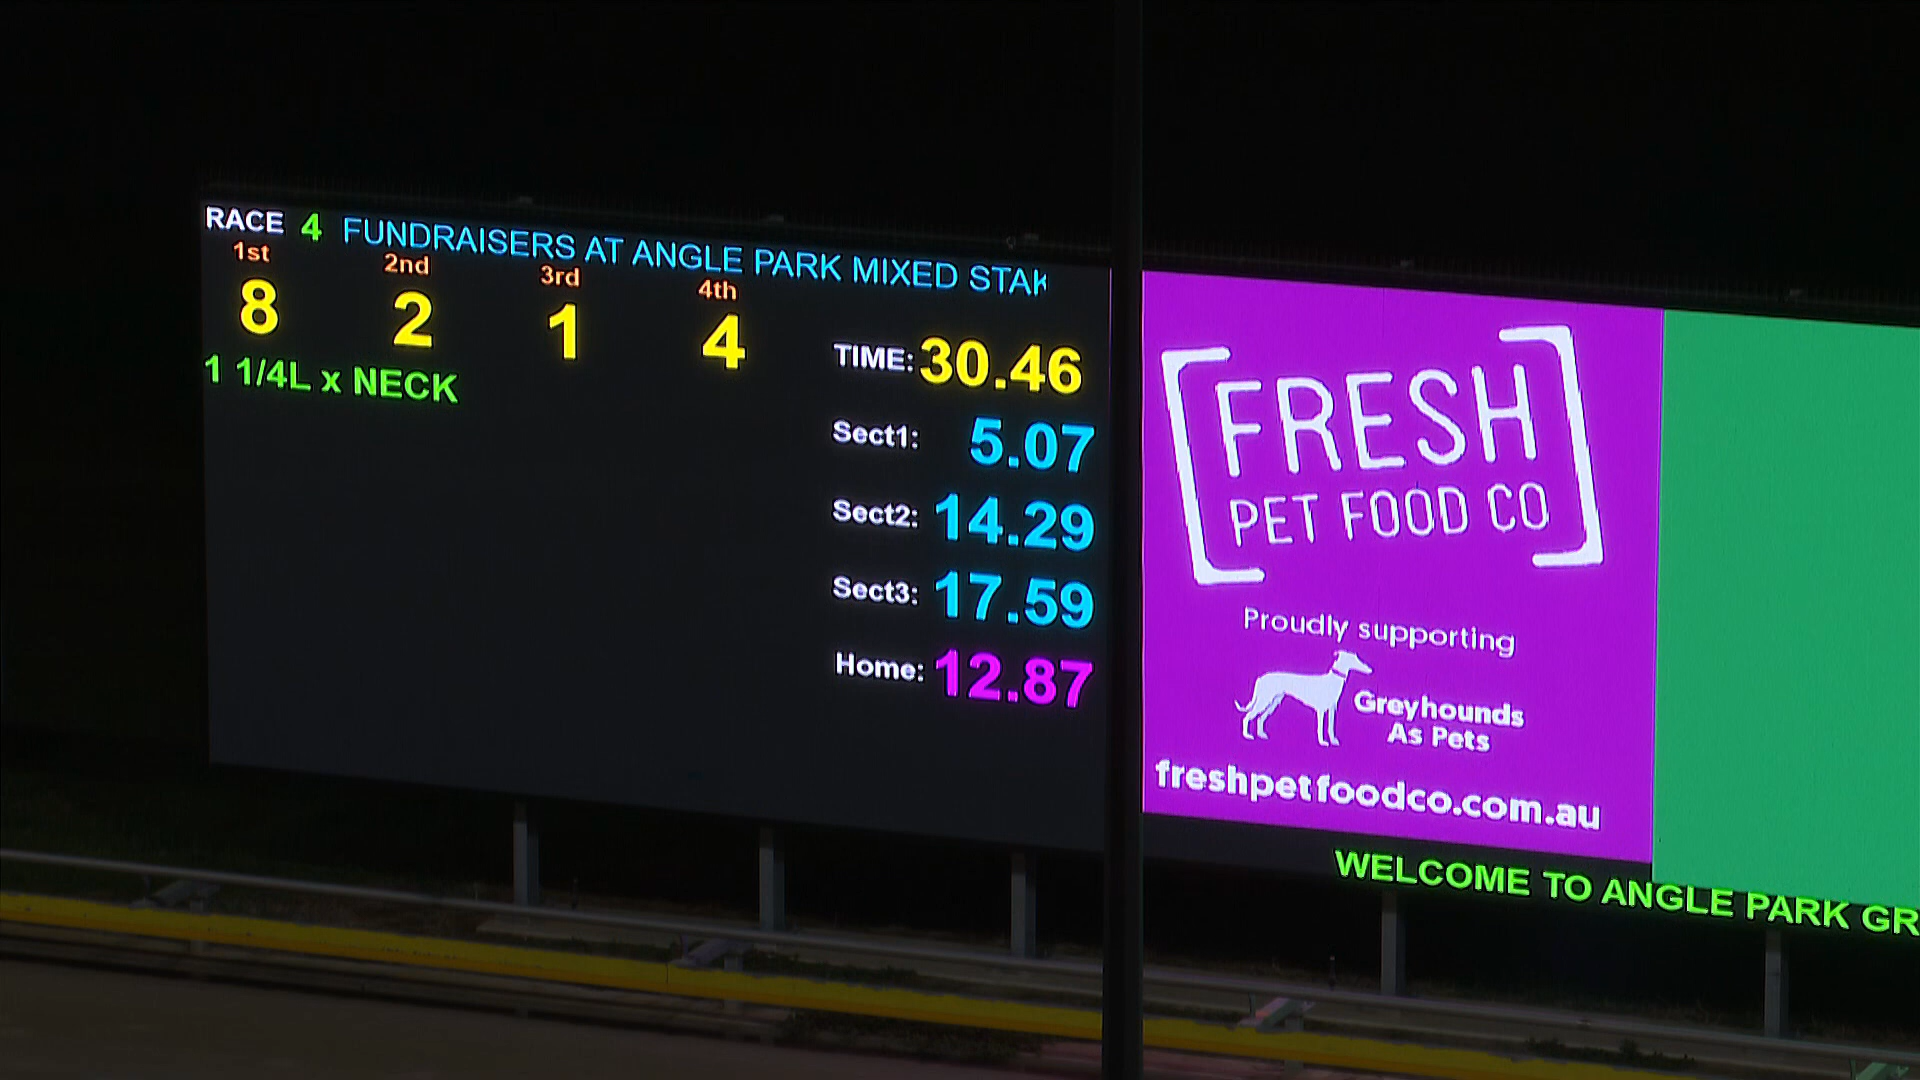 RACE 4 FUNDRAISERS AT ANGLE PARK MIXED STAK
1st 2nd 3rd 4th
8 2 1 4
1 1/4L x NECK
TIME: 30.46
Sect1: 5.07
Sect2: 14.29
Sect3: 17.59
Home: 12.87
FRESH
PET FOOD CO
Proudly supporting
Greyhounds
As Pets
freshpetfoodco.com.au
WELCOME TO ANGLE PARK GR